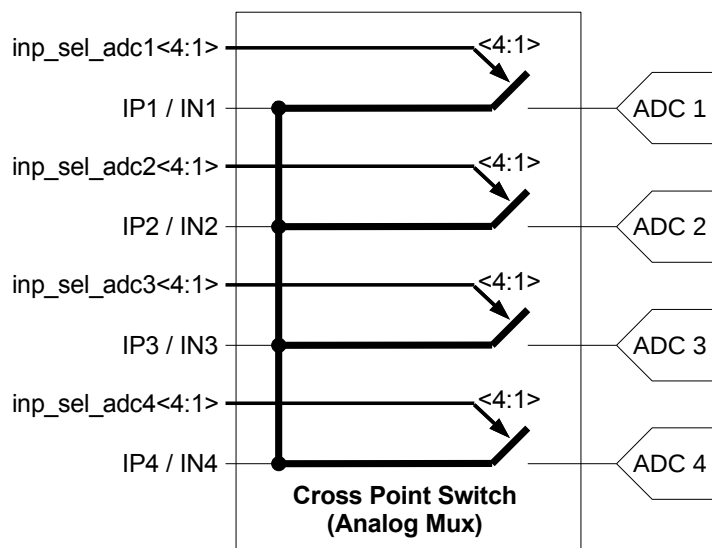 inp_sel_adc1<4:1>
<4:1>
IP1 / IN1
ADC 1
inp_sel_adc2<4:1>
<4:1>
IP2 / IN2
ADC 2
inp_sel_adc3<4:1>
<4:1>
IP3 / IN3
ADC 3
inp_sel_adc4<4:1>
<4:1>
IP4 / IN4
ADC 4
Cross Point Switch
(Analog Mux)